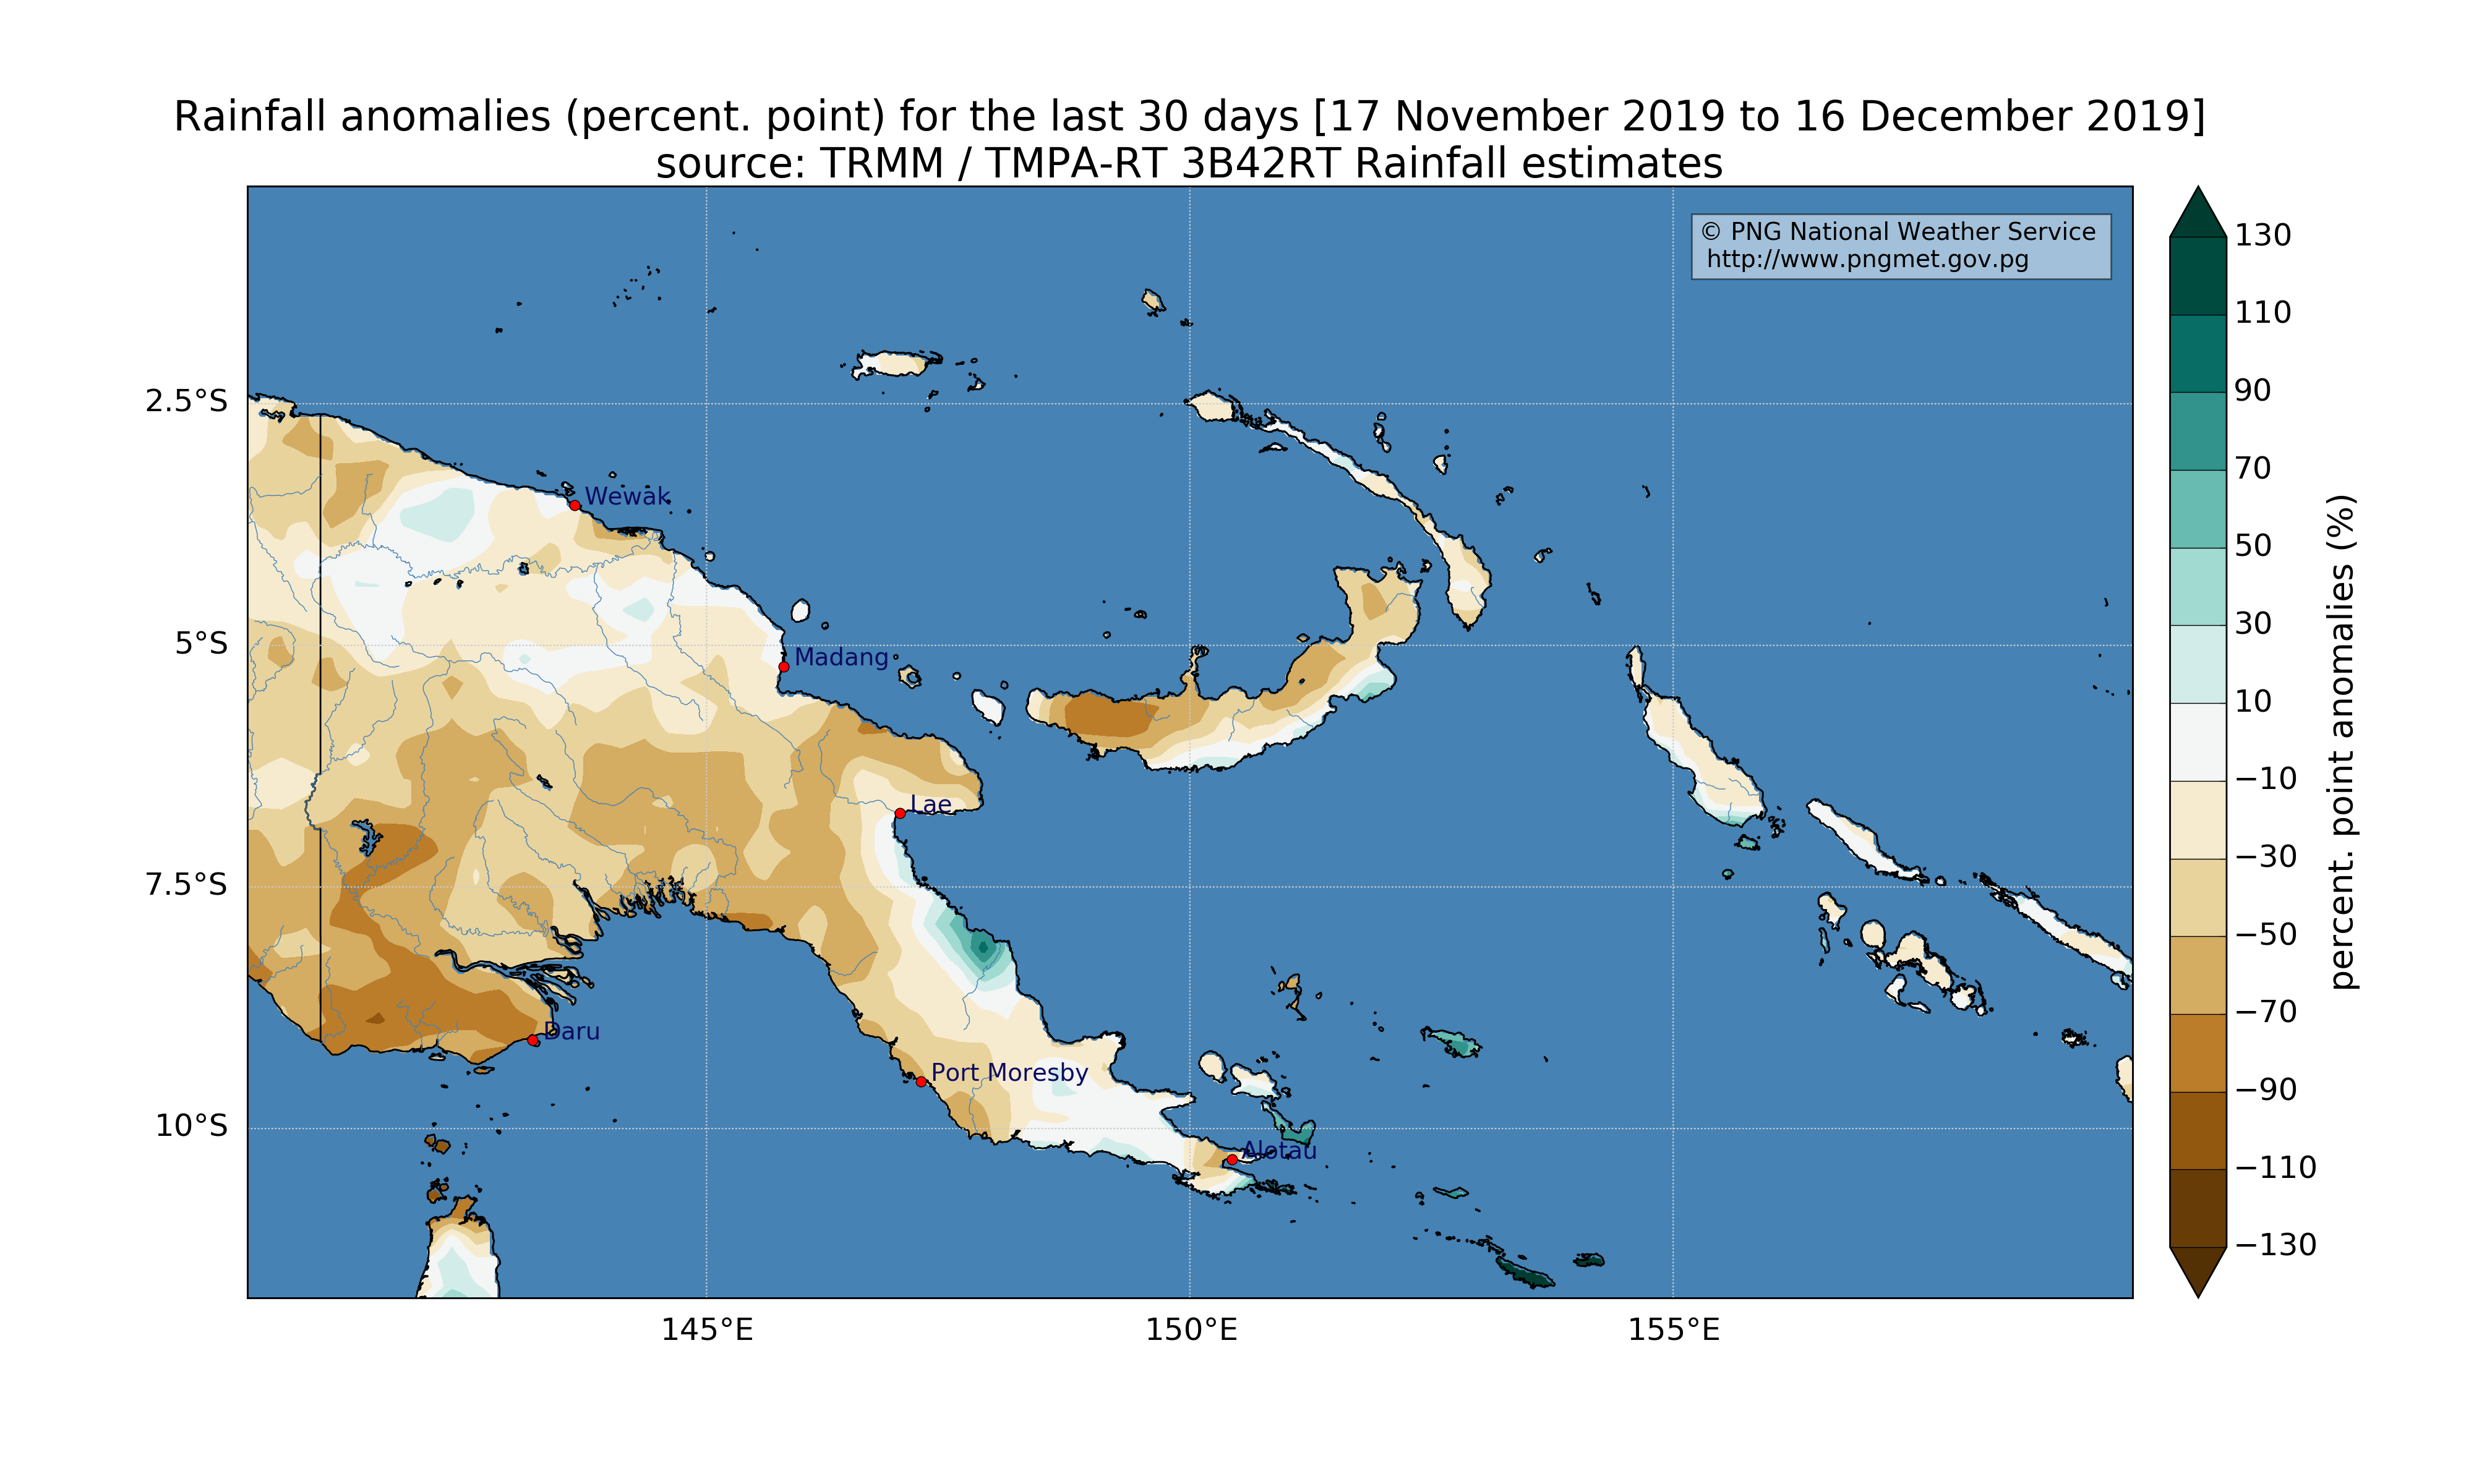 Rainfall anomalies (percent. point) for the last 30 days [17 November 2019 to 16 December 2019]
source: TRMM / TMPA-RT 3B42RT Rainfall estimates
© PNG National Weather Service
http://www.pngmet.gov.pg
2.5°S
5°S
7.5°S
10°S
Wewak
Madang
Lae
Daru
Port Moresby
Alotau
145°E
150°E
155°E
130
110
90
70
50
30
10
−10
−30
−50
−70
−90
−110
−130
percent. point anomalies (%)